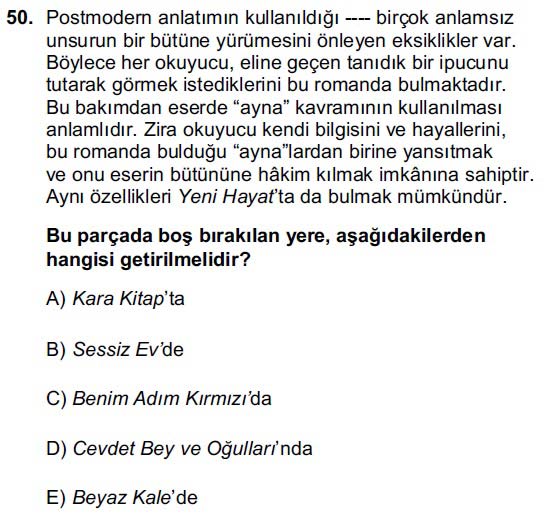 50. Postmodern anlatımın kullanıldığı ---- birçok anlamsız
unsurun bir bütüne yürümesini önleyen eksiklikler var.
Böylece her okuyucu, eline geçen tanıdık bir ipucunu
tutarak görmek istediklerini bu romanda bulmaktadır.
Bu bakımdan eserde “ayna” kavramının kullanılması
anlamlıdır. Zira okuyucu kendi bilgisini ve hayallerini,
bu romanda bulduğu “ayna”lardan birine yansıtmak
ve onu eserin bütününe hâkim kılmak imkânına sahiptir.
Aynı özellikleri Yeni Hayat’ta da bulmak mümkündür.
Bu parçada boş bırakılan yere, aşağıdakilerden
hangisi getirilmelidir?
A) Kara Kitap’ta
B) Sessiz Ev’de
C) Benim Adım Kırmızı’da
D) Cevdet Bey ve Oğulları’nda
E) Beyaz Kale’de